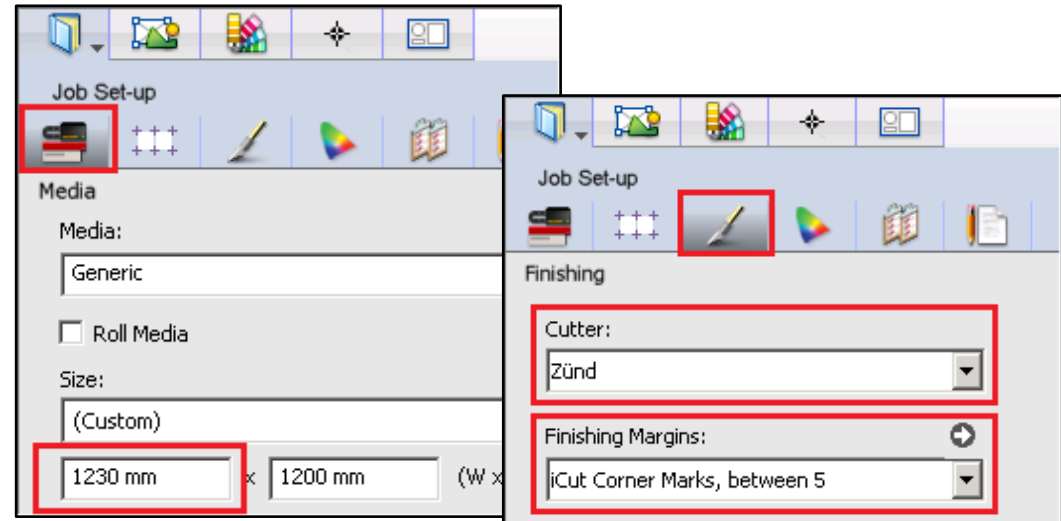 Job Set-up
Media
Media:
Generic
Roll Media
Size:
(Custom)
1230 mm x 1200 mm (W x
Job Set-up
Finishing
Cutter:
Zünd
Finishing Margins:
iCut Corner Marks, between 5